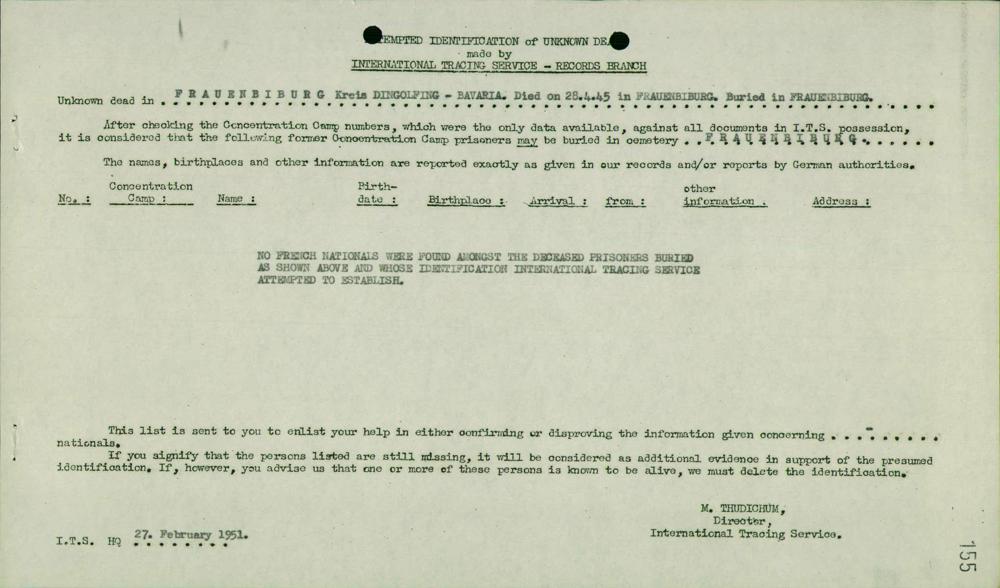 EMPTED IDENTIFICATION of UNKNOWN DE
made by
INTERNATIONAL TRACING SERVICE - RECORDS BRANCH
Unknown dead in FRAUENBIBURG Kreis DINGOLFING - BAVARIA. Died on 28.4.45 in FRAUENBIBURG. Buried in FRAUENBIBURG.
After checking the Concentration Camp numbers, which were the only data available, against all documents in I.T.S. possession,
it is considered that the following former Concentration Camp prisoners may be buried in cemetery . . F R A U E N B I B U R G . . . . . . .
The names, birthplaces and other information are reported exactly as given in our records and/or reports by German authorities.
No. : Concentration Camp : Name : Birth-date : Birthplace : Arrival : from : other information . Address :
NO FRENCH NATIONALS WERE FOUND AMONGST THE DECEASED PRISONERS BURIED
AS SHOWN ABOVE AND WHOSE IDENTIFICATION INTERNATIONAL TRACING SERVICE
ATTEMPTED TO ESTABLISH.
This list is sent to you to enlist your help in either confirming or disproving the information given concerning . . . - . . . . .
nationals.
If you signify that the persons listed are still missing, it will be considered as additional evidence in support of the presumed
identification. If, however, you advise us that one or more of these persons is known to be alive, we must delete the identification.
M. THUDICHUM,
Director,
International Tracing Service.
I.T.S. HQ 27. February 1951.
155